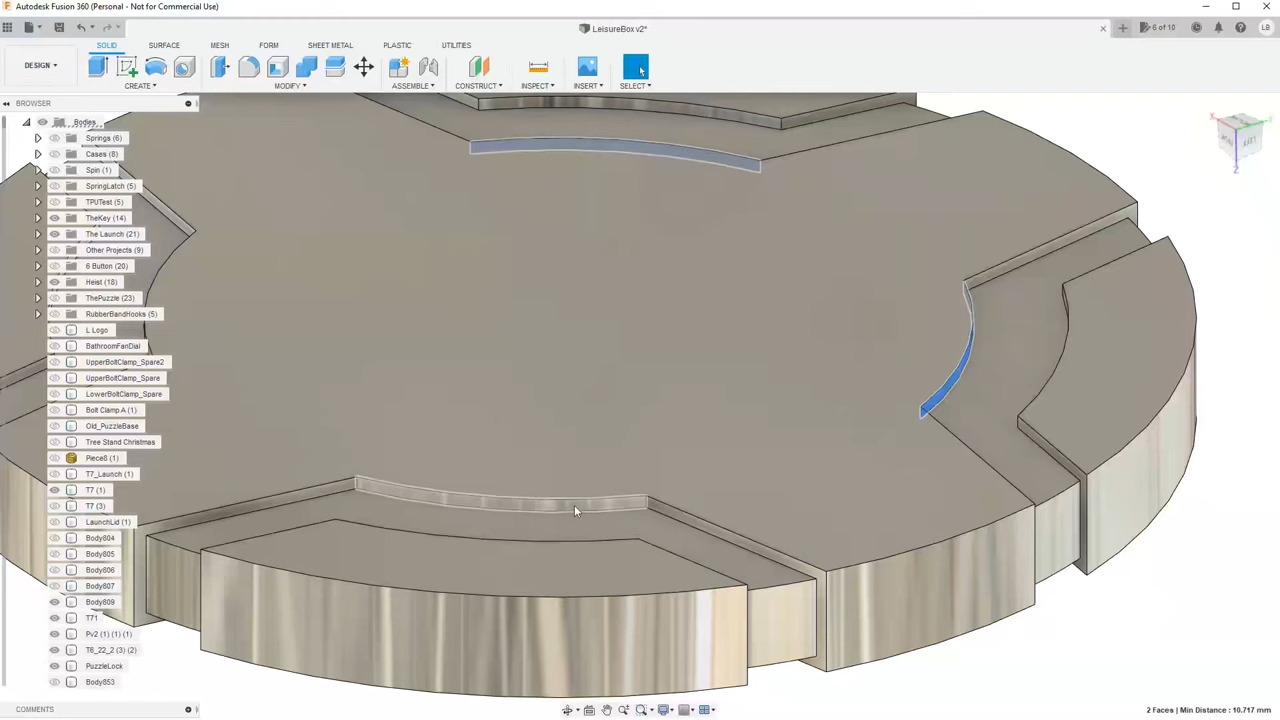 Autodesk Fusion 360 (Personal - Not for Commercial Use)
LeisureBox v2*
6 of 10
LB
DESIGN
SOLID
SURFACE
MESH
FORM
SHEET METAL
PLASTIC
UTILITIES
CREATE
MODIFY
ASSEMBLE
CONSTRUCT
INSPECT
INSERT
SELECT
BROWSER
Bodies
Springs (6)
Cases (8)
Spin (1)
SpringLatch (5)
TPUTest (5)
TheKey (14)
The Launch (21)
Other Projects (9)
6 Button (20)
Heist (18)
ThePuzzle (23)
RubberBandHooks (5)
L Logo
BathroomFanDial
UpperBoltClamp_Spare2
UpperBoltClamp_Spare
LowerBoltClamp_Spare
Bolt Clamp A (1)
Old_PuzzleBase
Tree Stand Christmas
Piece8 (1)
T7_Launch (1)
T7 (1)
T7 (3)
LaunchLid (1)
Body804
Body805
Body806
Body807
Body809
T71
Pv2 (1) (1) (1)
T6_22_2 (3) (2)
PuzzleLock
Body853
X
Z
LEFT
COMMENTS
2 Faces | Min Distance : 10.717 mm